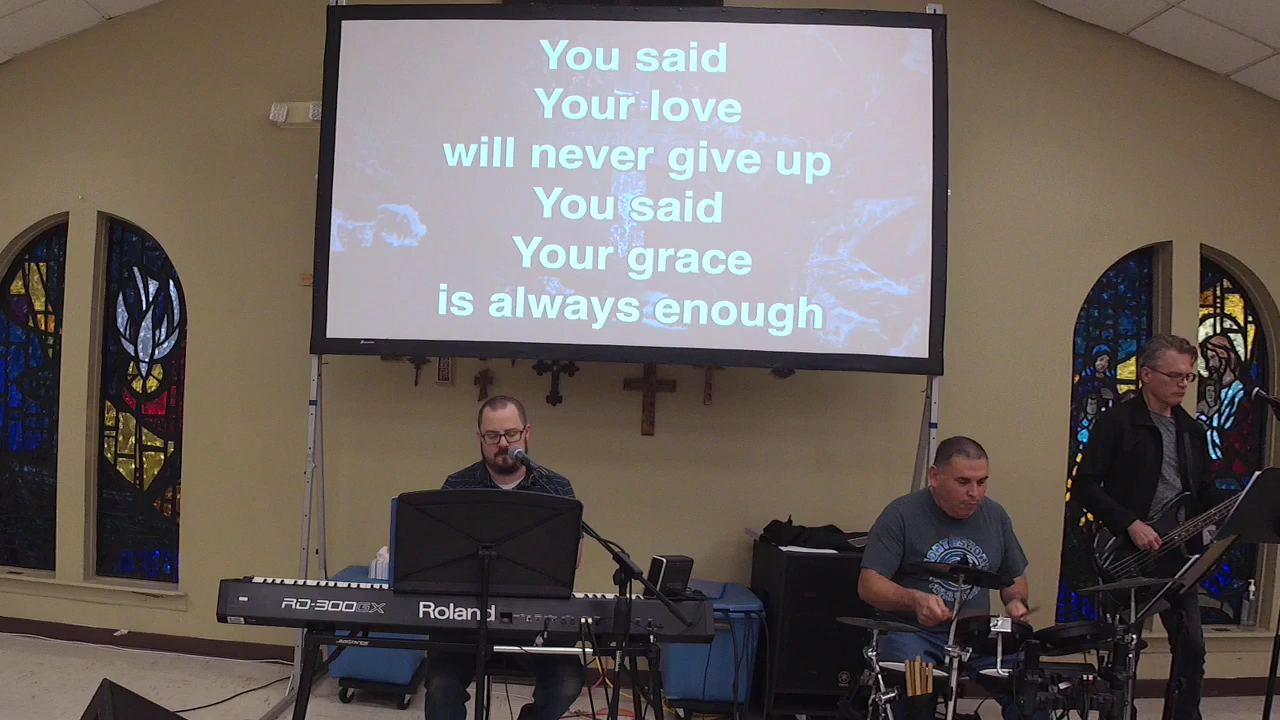 You said
Your love
will never give up
You said
Your grace
is always enough
RD-300GX
Roland